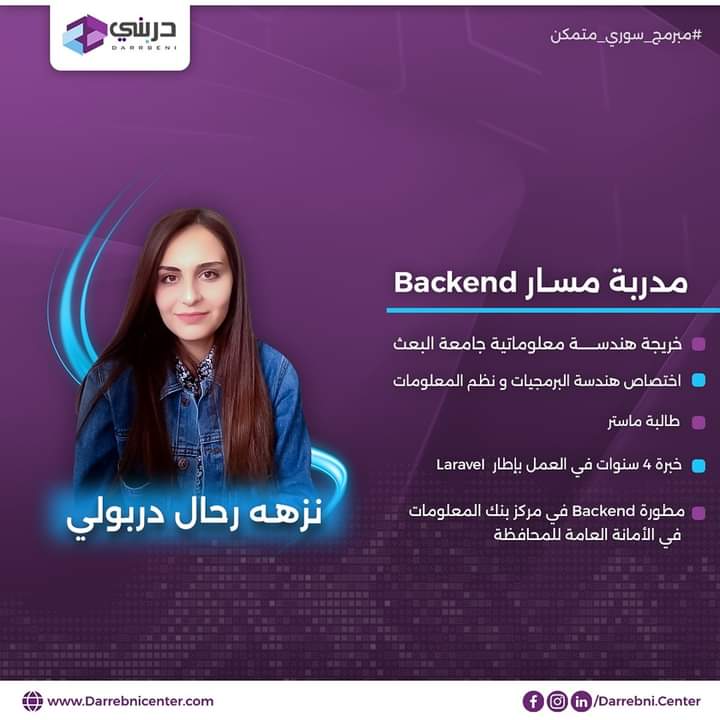 دربني
DARRBENI
#مبرمج_سوري_متمكن
مدربة مسار Backend
خريجة هندســــة معلوماتية جامعة البعث
اختصاص هندسة البرمجيات و نظم المعلومات
طالبة ماستر
خبرة 4 سنوات في العمل بإطار Laravel
مطورة Backend في مركز بنك المعلومات
في الأمانة العامة للمحافظة
نزهه رحال دربولي
www.Darrebnicenter.com
/Darrebni.Center